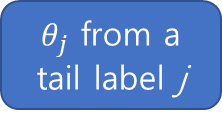 θⱼ from a
tail label j